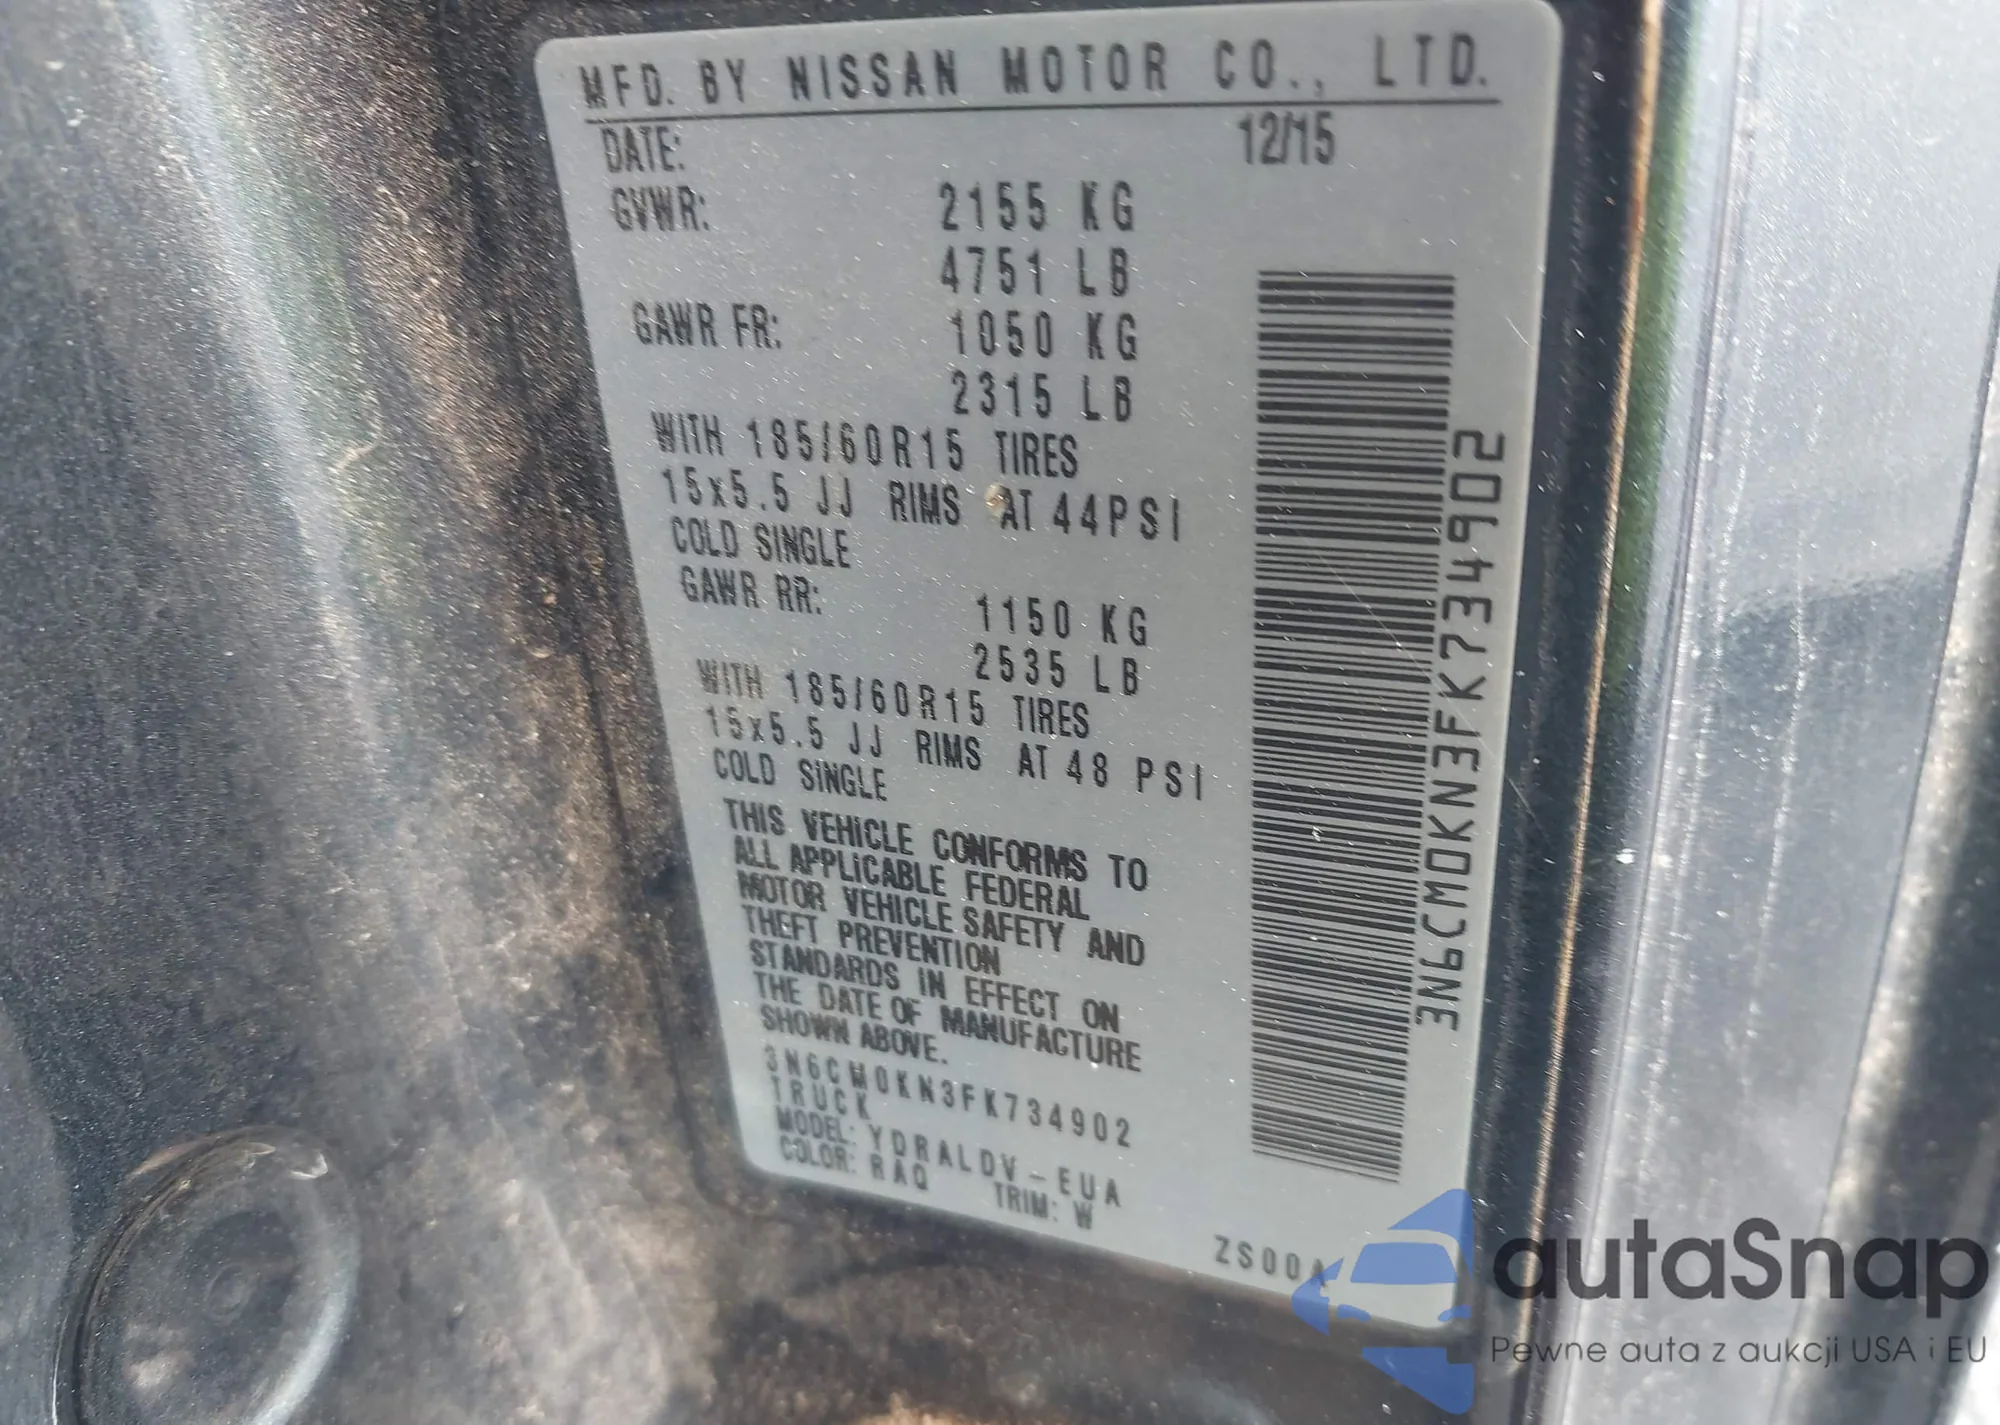 MFD. BY NISSAN MOTOR CO., LTD.
DATE: 12/15
GVWR: 2155 KG
4751 LB
GAWR FR: 1050 KG
2315 LB
WITH 185/60R15 TIRES
15x5.5 JJ RIMS AT 44PSI
COLD SINGLE
GAWR RR: 1150 KG
2535 LB
WITH 185/60R15 TIRES
15x5.5 JJ RIMS AT 48 PSI
COLD SINGLE
THIS VEHICLE CONFORMS TO
ALL APPLICABLE FEDERAL
MOTOR VEHICLE SAFETY AND
THEFT PREVENTION
STANDARDS IN EFFECT ON
THE DATE OF MANUFACTURE
SHOWN ABOVE.
3N6CM0KN3FK734902
TRUCK
MODEL: YDRALDV-EUA
COLOR: RAQ TRIM: W
ZS00A
3N6CM0KN3FK734902
autaSnap
Pewne auta z aukcji USA i EU